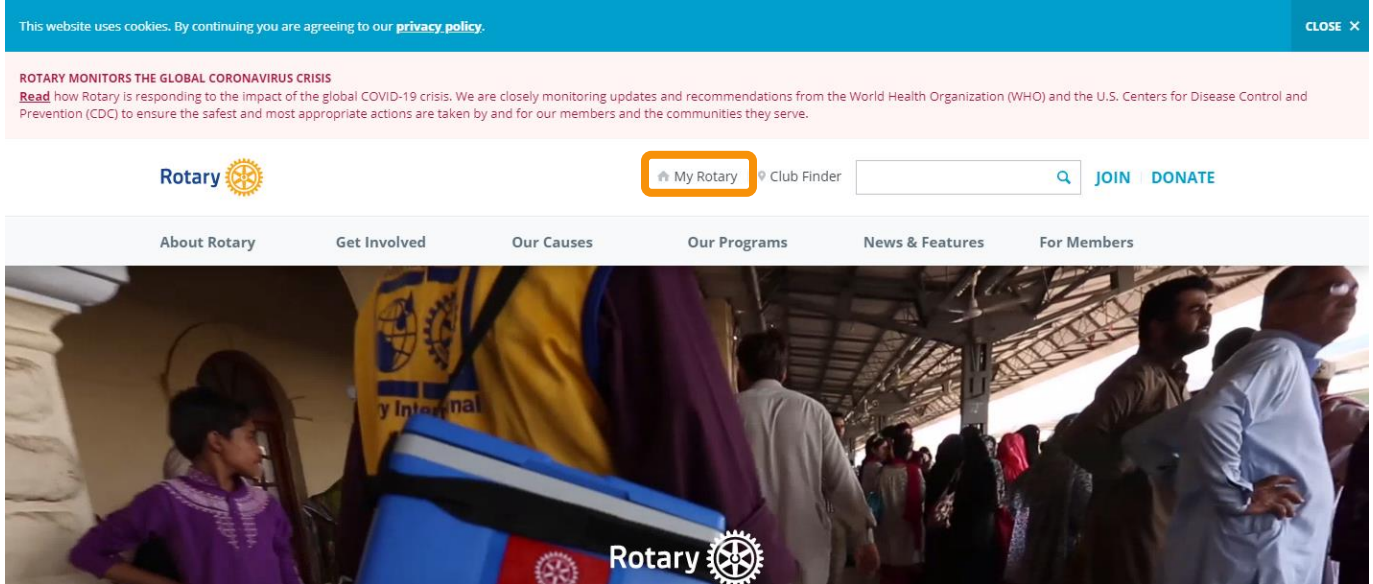 This website uses cookies. By continuing you are agreeing to our privacy policy.
CLOSE ✕
ROTARY MONITORS THE GLOBAL CORONAVIRUS CRISIS
Read how Rotary is responding to the impact of the global COVID-19 crisis. We are closely monitoring updates and recommendations from the World Health Organization (WHO) and the U.S. Centers for Disease Control and
Prevention (CDC) to ensure the safest and most appropriate actions are taken by and for our members and the communities they serve.
Rotary
My Rotary
Club Finder
JOIN
DONATE
About Rotary
Get Involved
Our Causes
Our Programs
News & Features
For Members
Rotary